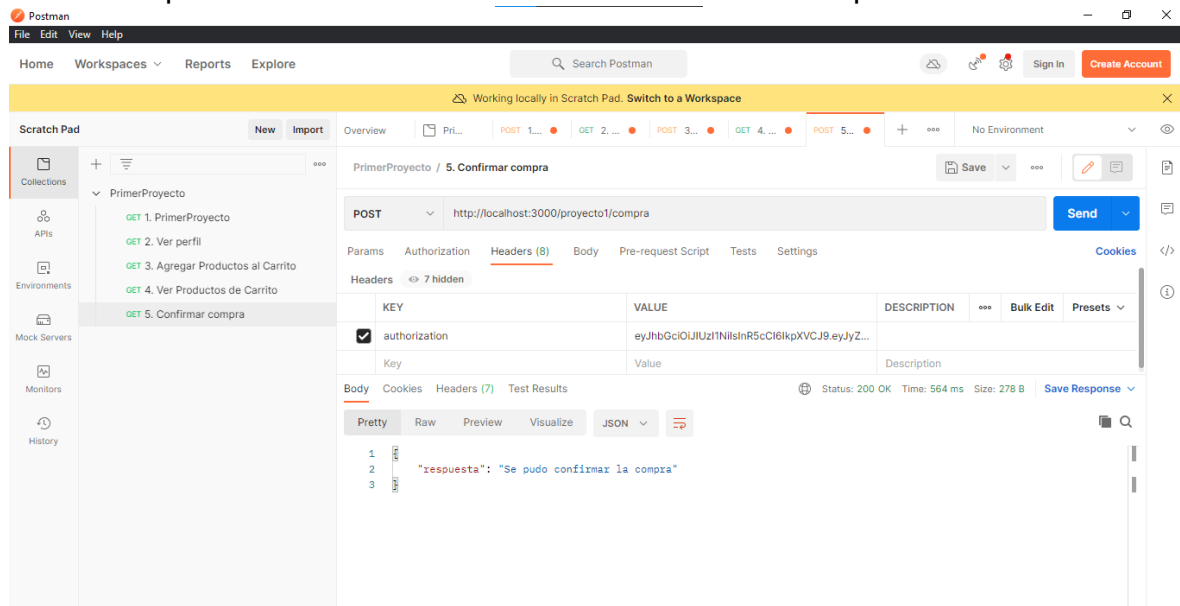 Postman
File Edit View Help
Home Workspaces Reports Explore Search Postman Sign In Create Account
Working locally in Scratch Pad. Switch to a Workspace
Scratch Pad New Import Overview Pri... POST 1.... GET 2. ... POST 3... GET 4. ... POST 5... No Environment
Collections
APIs
Environments
Mock Servers
Monitors
History
PrimerProyecto
GET 1. PrimerProyecto
GET 2. Ver perfil
GET 3. Agregar Productos al Carrito
GET 4. Ver Productos de Carrito
GET 5. Confirmar compra
PrimerProyecto / 5. Confirmar compra Save
POST http://localhost:3000/proyecto1/compra Send
Params Authorization Headers (8) Body Pre-request Script Tests Settings Cookies
Headers 7 hidden
KEY VALUE DESCRIPTION Bulk Edit Presets
authorization eyJhbGciOiJIUzI1NiIsInR5cCI6IkpXVCJ9.eyJyZ...
Key Value Description
Body Cookies Headers (7) Test Results Status: 200 OK Time: 564 ms Size: 278 B Save Response
Pretty Raw Preview Visualize JSON
1 {
2 "respuesta": "Se pudo confirmar la compra"
3 }